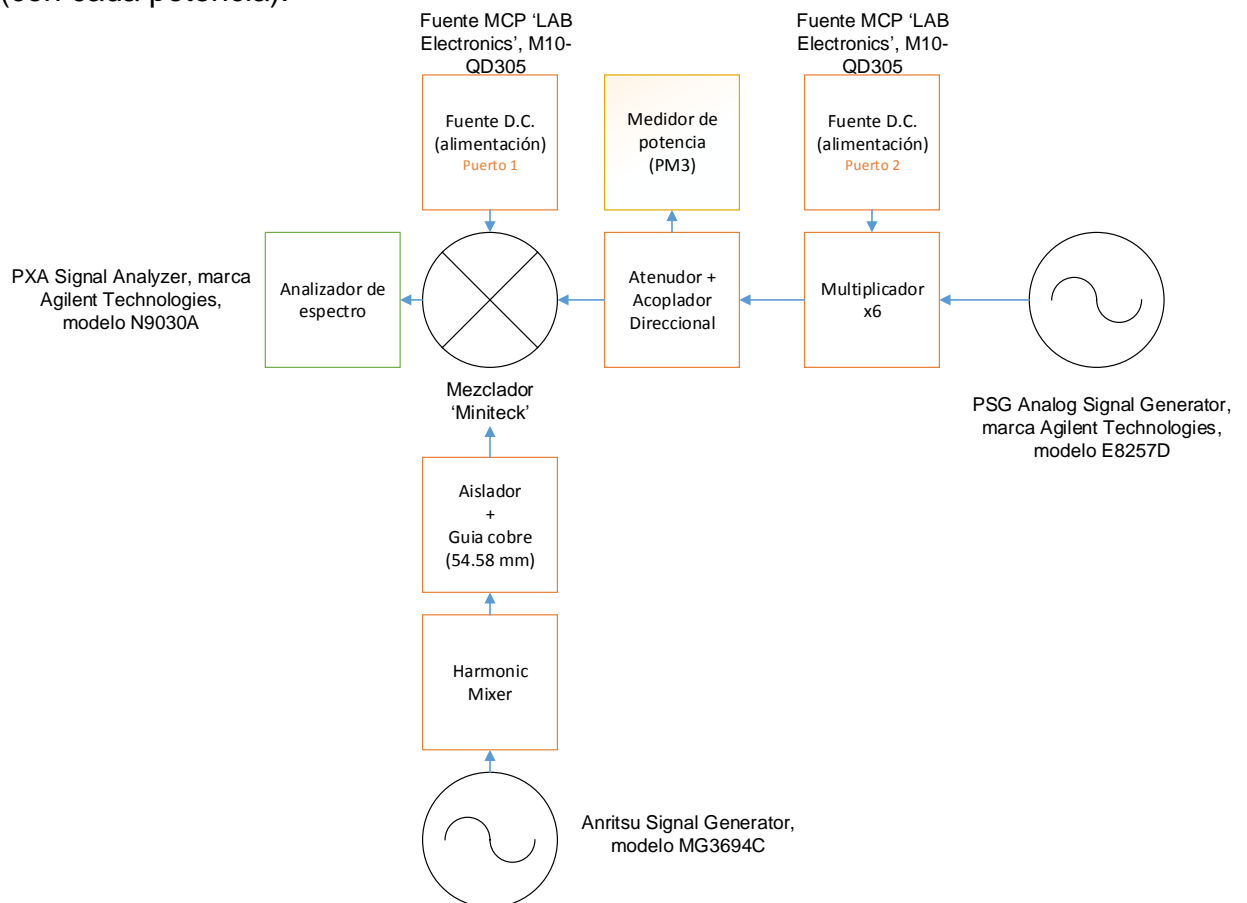 (con cada potencia).
Fuente MCP ‘LAB
Electronics’, M10-
QD305
Fuente MCP ‘LAB
Electronics’, M10-
QD305
Fuente D.C.
(alimentación)
Puerto 1
Medidor de
potencia
(PM3)
Fuente D.C.
(alimentación)
Puerto 2
PXA Signal Analyzer, marca
Agilent Technologies,
modelo N9030A
Analizador de
espectro
Atenudor +
Acoplador
Direccional
Multiplicador
x6
Mezclador
‘Miniteck’
PSG Analog Signal Generator,
marca Agilent Technologies,
modelo E8257D
Aislador
+
Guia cobre
(54.58 mm)
Harmonic
Mixer
Anritsu Signal Generator,
modelo MG3694C